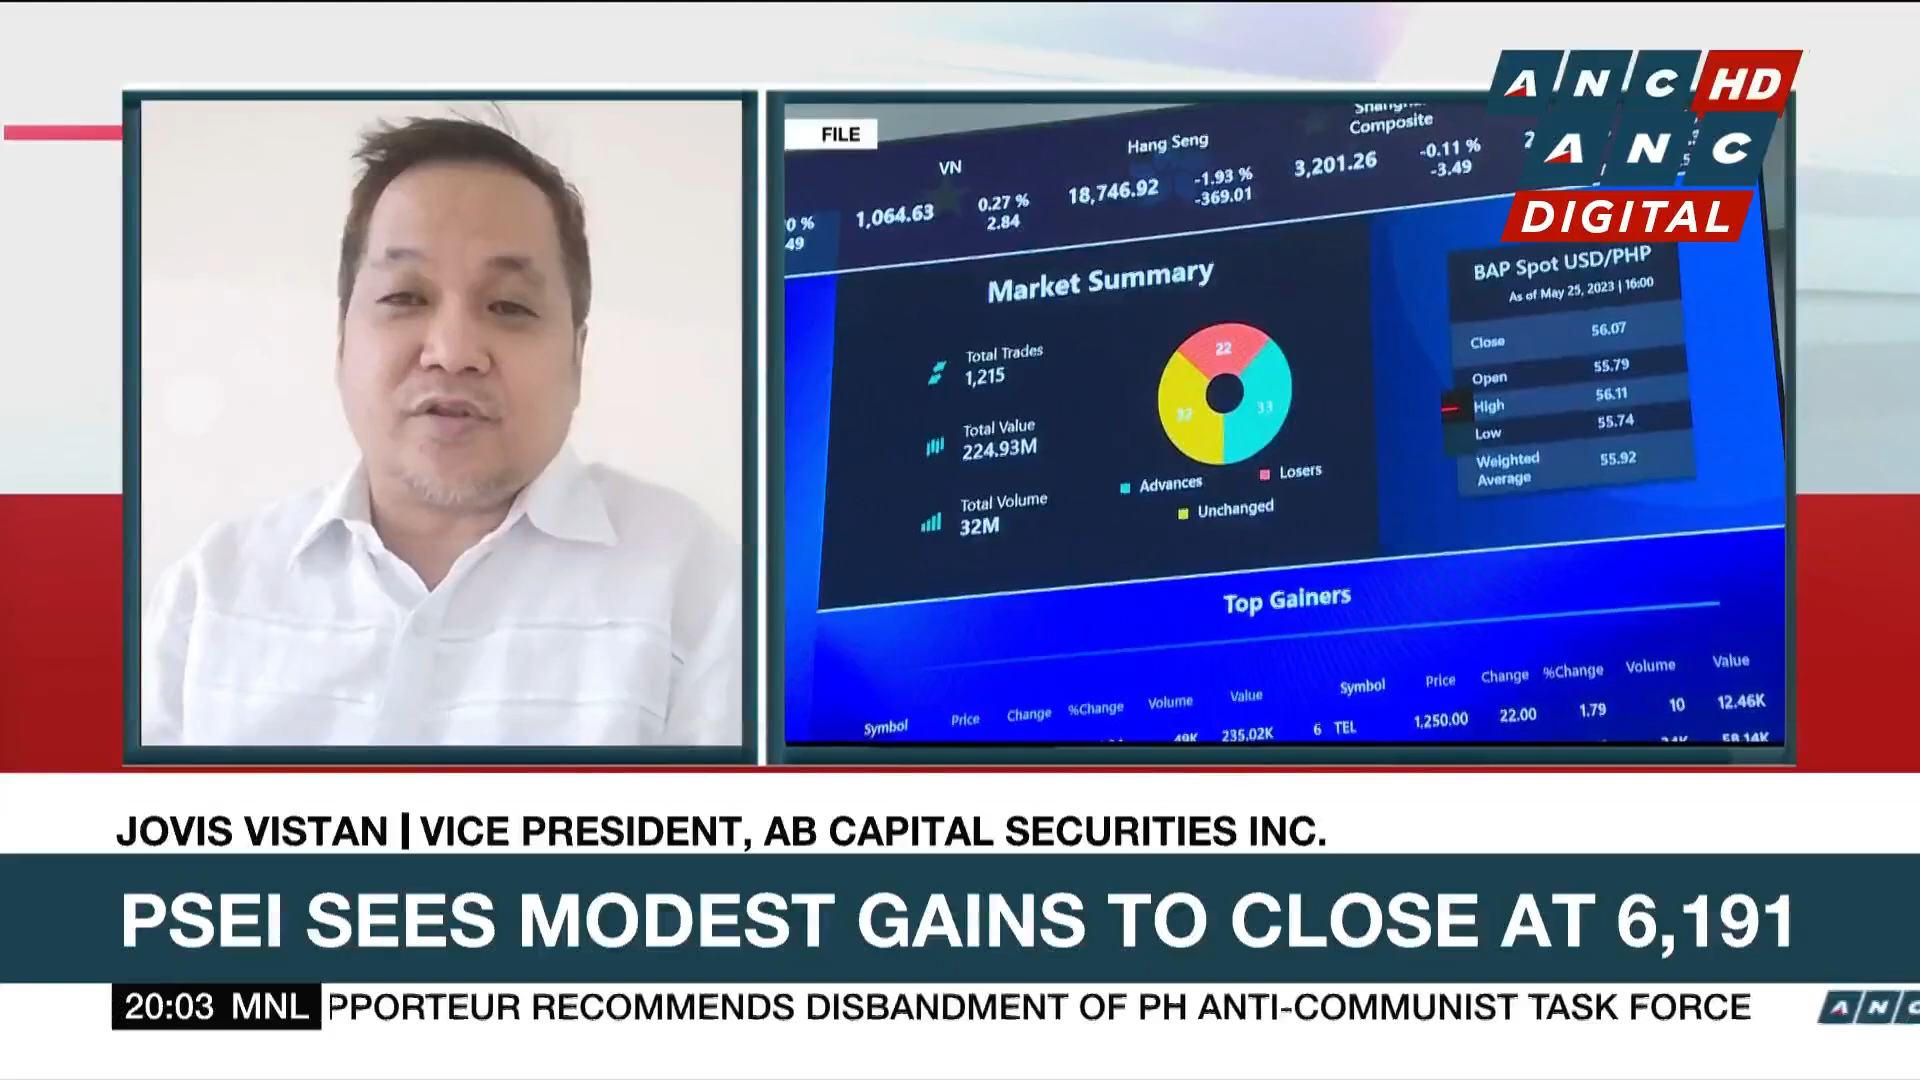 ANC HD
ANC
DIGITAL
FILE
VN
1,064.63
0.27 %
2.84
Hang Seng
18,746.92
-1.93 %
-369.01
Composite
3,201.26
-0.11 %
-3.49
Market Summary
Total Trades
1,215
Total Value
224.93M
Total Volume
32M
22
33
Advances
Losers
Unchanged
BAP Spot USD/PHP
As of May 25, 2023 | 16:00
Close 56.07
Open 55.79
High 56.11
Low 55.74
Weighted Average 55.92
Top Gainers
Symbol Price Change %Change Volume Value
49K 235.02K
Symbol Price Change %Change Volume Value
6 TEL 1,250.00 22.00 1.79 10 12.46K
58.14K
JOVIS VISTAN | VICE PRESIDENT, AB CAPITAL SECURITIES INC.
PSEI SEES MODEST GAINS TO CLOSE AT 6,191
20:03 MNL
PPORTEUR RECOMMENDS DISBANDMENT OF PH ANTI-COMMUNIST TASK FORCE
ANC